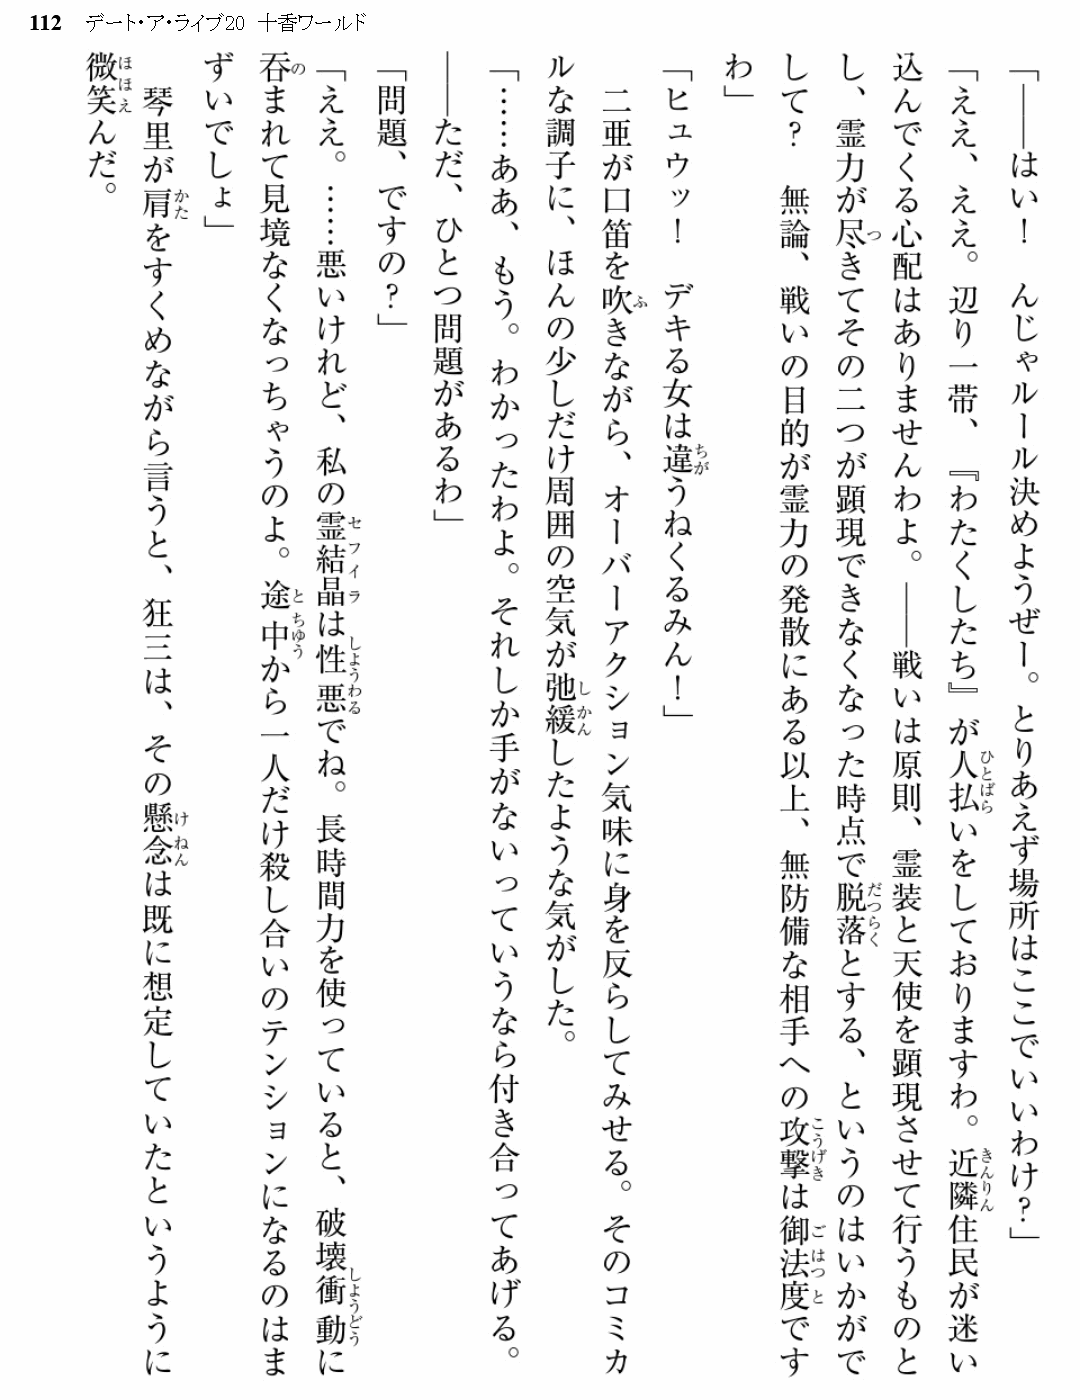 112 デート・ア・ライブ20 十香ワールド
「――はい！ んじゃルール決めようぜー。とりあえず場所はここでいいわけ？」
「ええ、ええ。辺り一帯、『わたくしたち』が人払いをしておりますわ。近隣住民が迷い
込んでくる心配はありませんわよ。――戦いは原則、霊装と天使を顕現させて行うものと
し、霊力が尽きてその二つが顕現できなくなった時点で脱落とする、というのはいかがで
して？ 無論、戦いの目的が霊力の発散にある以上、無防備な相手への攻撃は御法度です
わ」
「ヒュウッ！ デキる女は違うねくるみん！」
二亜が口笛を吹きながら、オーバーアクション気味に身を反らしてみせる。そのコミカ
ルな調子に、ほんの少しだけ周囲の空気が弛緩したような気がした。
「……ああ、もう。わかったわよ。それしか手がないっていうなら付き合ってあげる。
――ただ、ひとつ問題があるわ」
「問題、ですの？」
「ええ。……悪いけれど、私の霊結晶は性悪でね。長時間力を使っていると、破壊衝動に
呑まれて見境なくなっちゃうのよ。途中から一人だけ殺し合いのテンションになるのはま
ずいでしょ」
琴里が肩をすくめながら言うと、狂三は、その懸念は既に想定していたというように
微笑んだ。